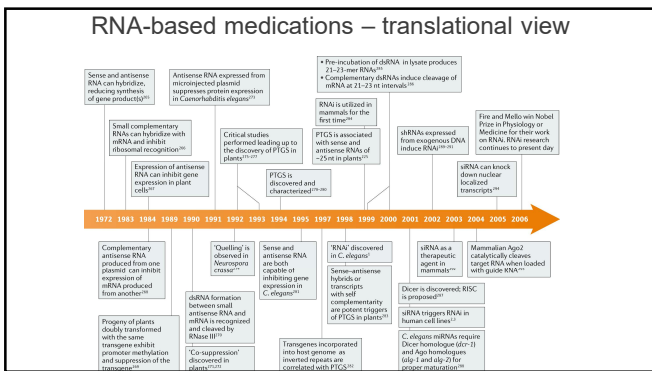 RNA-based medications – translational view
• Pre-incubation of dsRNA in lysate produces
21–23-mer RNAs
• Complementary dsRNAs induce cleavage of
mRNA at 21–23 nt intervals
Sense and antisense
RNA can hybridize,
reducing synthesis
of gene product(s)
Antisense RNA expressed from
microinjected plasmid
suppresses protein expression
in Caenorhabditis elegans
RNAi is utilized in
mammals for the
first time
Small complementary
RNAs can hybridize with
mRNA and inhibit
ribosomal recognition
Critical studies
performed leading up to
the discovery of PTGS in
plants
PTGS is associated
with sense and
antisense RNAs of
~25 nt in plants
shRNAs expressed
from exogenous DNA
induce RNAi
Fire and Mello win Nobel
Prize in Physiology or
Medicine for their work
on RNAi. RNAi research
continues to present day
Expression of antisense
RNA can inhibit gene
expression in plant
cells
PTGS is
discovered and
characterized
siRNA can knock
down nuclear
localized
transcripts
1972 1983 1984 1989 1990 1991 1992 1993 1994 1995 1997 1998 1999 2000 2001 2002 2003 2004 2005 2006
Complementary
antisense RNA
produced from one
plasmid can inhibit
expression of
mRNA produced
from another
'Quelling' is
observed in
Neurospora
crassa
Sense and
antisense RNA
are both
capable of
inhibiting gene
expression in
C. elegans
'RNAi' discovered
in C. elegans
siRNA as a
therapeutic
agent in
mammals
Mammalian Ago2
catalytically cleaves
target RNA when loaded
with guide RNA
Sense–antisense
hybrids or
transcripts
with self
complementarity
are potent triggers
of PTGS in plants
Dicer is discovered; RISC
is proposed
dsRNA formation
between small
antisense RNA and
mRNA is recognized
and cleaved by
RNase III
siRNA triggers RNAi in
human cell lines
Progeny of plants
doubly transformed
with the same
transgene exhibit
promoter methylation
and suppression of the
transgene
C. elegans miRNAs require
Dicer homologue (dcr-1)
and Ago homologues
(alg-1 and alg-2) for
proper maturation
'Co-suppression'
discovered in
plants
Transgenes incorporated
into host genome as
inverted repeats are
correlated with PTGS